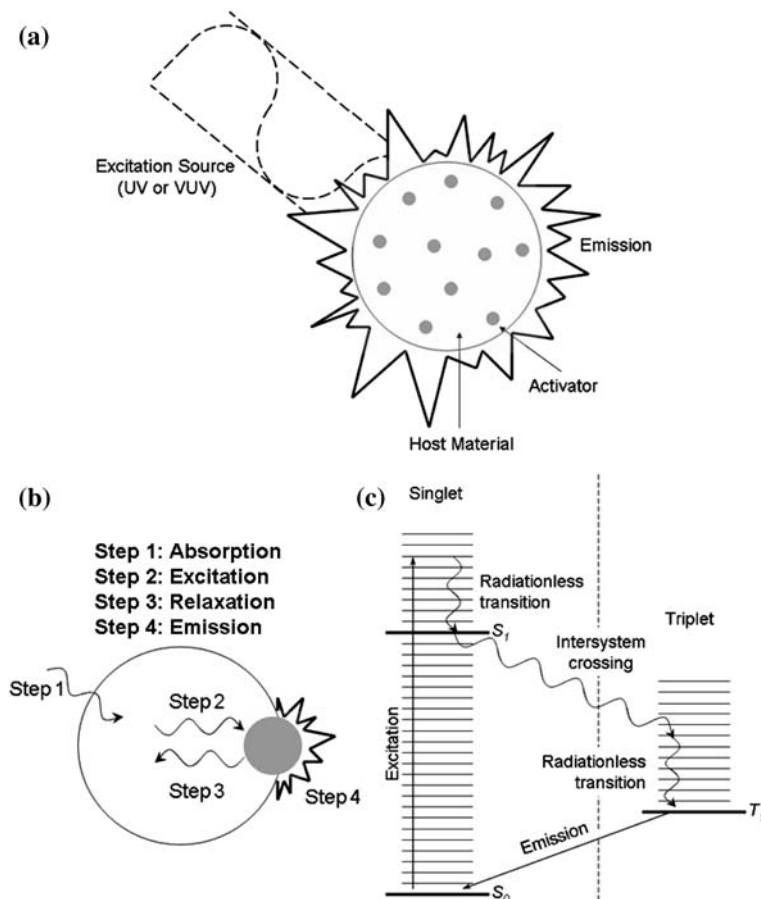 (a)
Excitation Source
(UV or VUV)
Emission
Activator
Host Material
(b)
Step 1: Absorption
Step 2: Excitation
Step 3: Relaxation
Step 4: Emission
Step 1
Step 2
Step 3
Step 4
(c)
Singlet
Radiationless
transition
S1
Intersystem
crossing
Triplet
Excitation
Radiationless
transition
Emission
S0